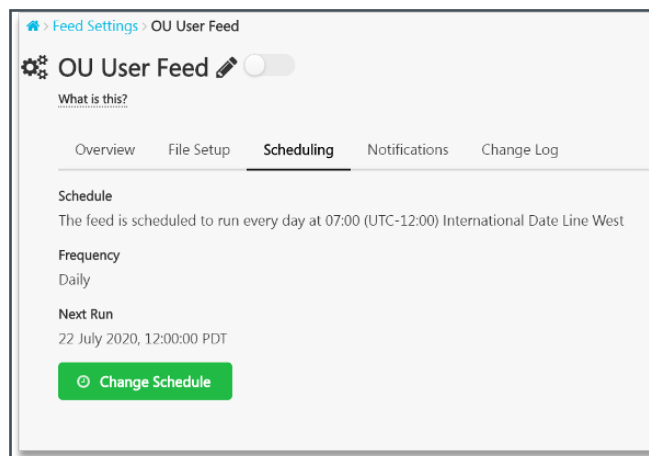 Feed Settings > OU User Feed
OU User Feed
What is this?
Overview File Setup Scheduling Notifications Change Log
Schedule
The feed is scheduled to run every day at 07:00 (UTC-12:00) International Date Line West
Frequency
Daily
Next Run
22 July 2020, 12:00:00 PDT
Change Schedule